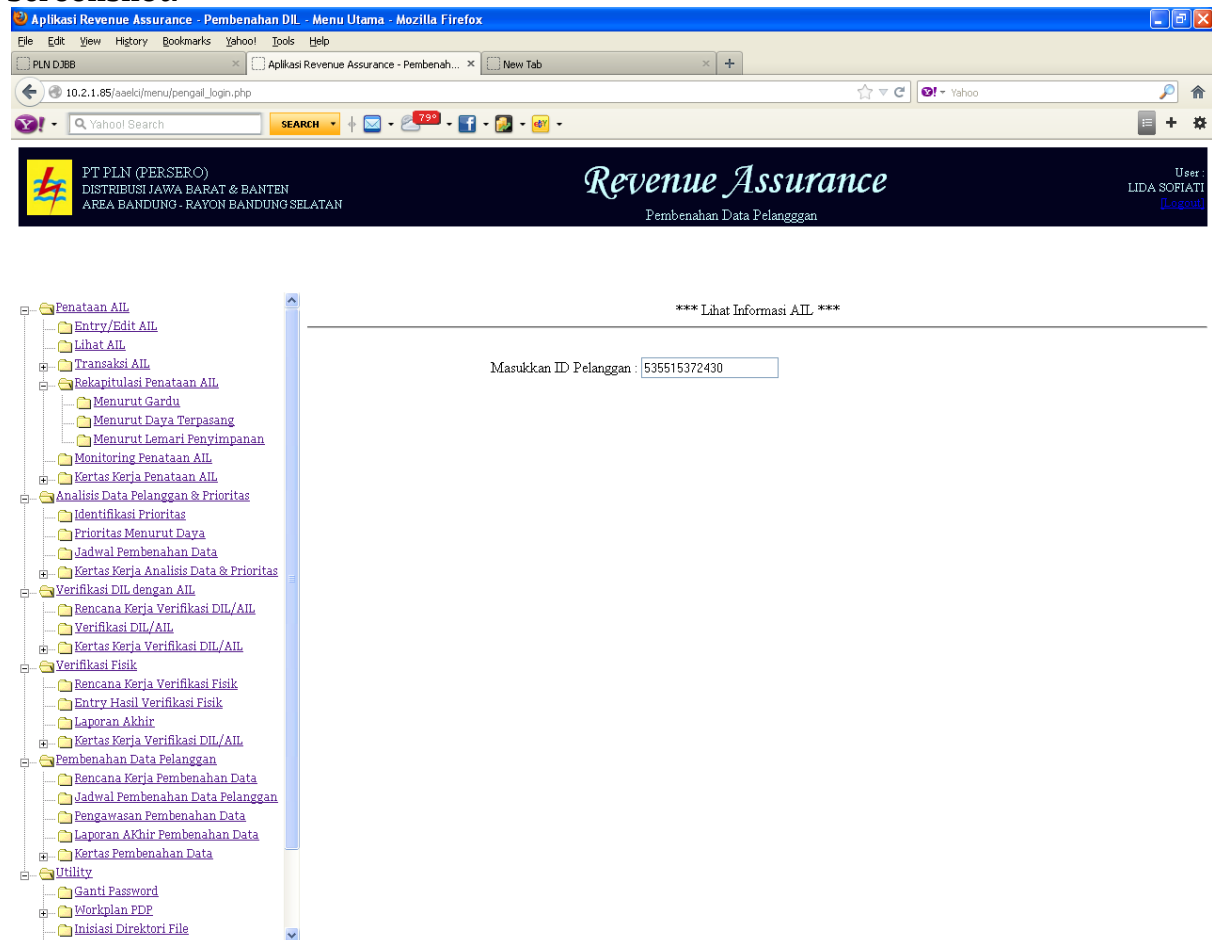 Aplikasi Revenue Assurance - Pembenahan DIL - Menu Utama - Mozilla Firefox
File Edit View History Bookmarks Yahoo! Tools Help
PLN DJBB
Aplikasi Revenue Assurance - Pembenah...
New Tab
10.2.1.85/aaelci/menu/pengail_login.php
Yahoo
Yahoo! Search
SEARCH
79°
PT PLN (PERSERO)
DISTRIBUSI JAWA BARAT & BANTEN
AREA BANDUNG - RAYON BANDUNG SELATAN
Revenue Assurance
Pembenahan Data Pelangggan
User :
LIDA SOFIATI
[Logout]
Penataan AIL
Entry/Edit AIL
Lihat AIL
Transaksi AIL
Rekapitulasi Penataan AIL
Menurut Gardu
Menurut Daya Terpasang
Menurut Lemari Penyimpanan
Monitoring Penataan AIL
Kertas Kerja Penataan AIL
Analisis Data Pelanggan & Prioritas
Identifikasi Prioritas
Prioritas Menurut Daya
Jadwal Pembenahan Data
Kertas Kerja Analisis Data & Prioritas
Verifikasi DIL dengan AIL
Rencana Kerja Verifikasi DIL/AIL
Verifikasi DIL/AIL
Kertas Kerja Verifikasi DIL/AIL
Verifikasi Fisik
Rencana Kerja Verifikasi Fisik
Entry Hasil Verifikasi Fisik
Laporan Akhir
Kertas Kerja Verifikasi DIL/AIL
Pembenahan Data Pelanggan
Rencana Kerja Pembenahan Data
Jadwal Pembenahan Data Pelanggan
Pengawasan Pembenahan Data
Laporan AKhir Pembenahan Data
Kertas Pembenahan Data
Utility
Ganti Password
Workplan PDP
Inisiasi Direktori File
*** Lihat Informasi AIL ***
Masukkan ID Pelanggan : 535515372430